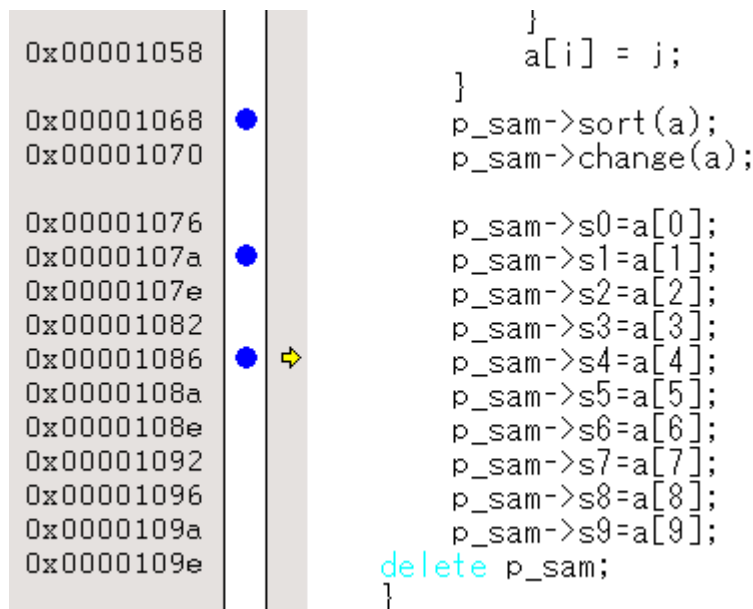 }
0x00001058 a[i] = j;
}
0x00001068 p_sam->sort(a);
0x00001070 p_sam->change(a);
0x00001076 p_sam->s0=a[0];
0x0000107a p_sam->s1=a[1];
0x0000107e p_sam->s2=a[2];
0x00001082 p_sam->s3=a[3];
0x00001086 p_sam->s4=a[4];
0x0000108a p_sam->s5=a[5];
0x0000108e p_sam->s6=a[6];
0x00001092 p_sam->s7=a[7];
0x00001096 p_sam->s8=a[8];
0x0000109a p_sam->s9=a[9];
0x0000109e delete p_sam;
}